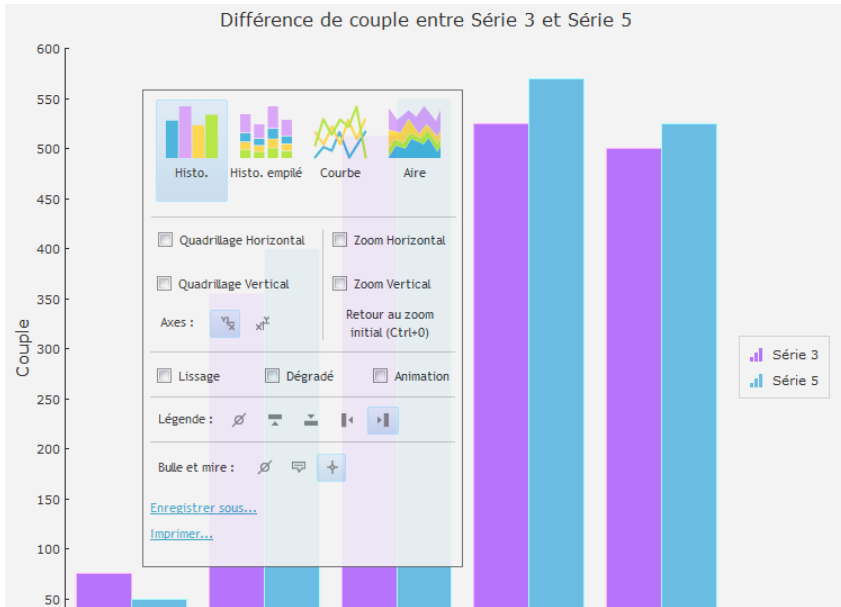 Différence de couple entre Série 3 et Série 5
600
550
500
450
400
350
300
250
200
150
100
50
Couple
Histo.
Histo. empilé
Courbe
Aire
Quadrillage Horizontal
Zoom Horizontal
Quadrillage Vertical
Zoom Vertical
Axes :
Retour au zoom
initial (Ctrl+0)
Lissage
Dégradé
Animation
Légende :
Bulle et mire :
Enregistrer sous...
Imprimer...
Série 3
Série 5